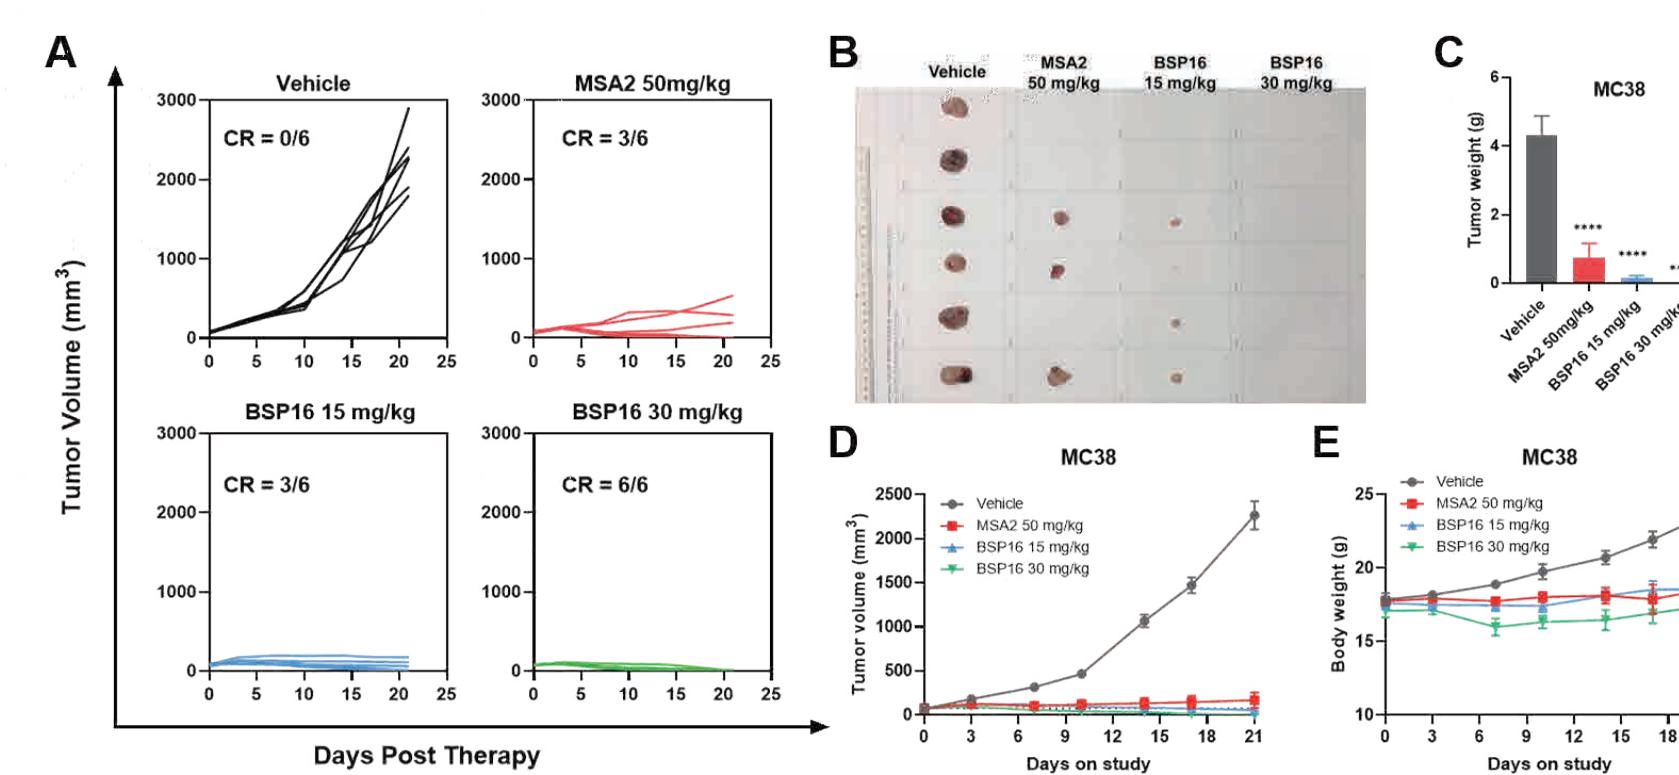 A
Vehicle
MSA2 50mg/kg
3000
2000
1000
0
CR = 0/6
0 5 10 15 20 25
3000
2000
1000
0
CR = 3/6
0 5 10 15 20 25
BSP16 15 mg/kg
BSP16 30 mg/kg
3000
2000
1000
0
CR = 3/6
0 5 10 15 20 25
3000
2000
1000
0
CR = 6/6
0 5 10 15 20 25
Tumor Volume (mm3)
Days Post Therapy
B
Vehicle
MSA2
50 mg/kg
BSP16
15 mg/kg
BSP16
30 mg/kg
C
MC38
Tumor weight (g)
6
4
2
0
****
****
**
Vehicle
MSA2 50mg/kg
BSP16 15 mg/kg
BSP16 30 mg/kg
D
MC38
Vehicle
MSA2 50 mg/kg
BSP16 15 mg/kg
BSP16 30 mg/kg
Tumor volume (mm3)
2500
2000
1500
1000
500
0
0 3 6 9 12 15 18 21
Days on study
E
MC38
Vehicle
MSA2 50 mg/kg
BSP16 15 mg/kg
BSP16 30 mg/kg
Body weight (g)
25
20
15
10
0 3 6 9 12 15 18
Days on study